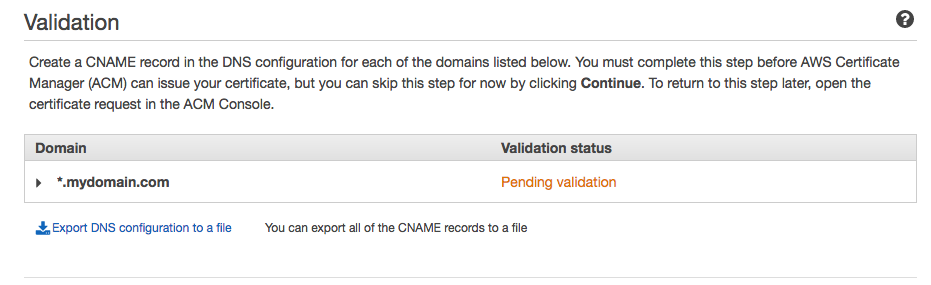 Validation
Create a CNAME record in the DNS configuration for each of the domains listed below. You must complete this step before AWS Certificate
Manager (ACM) can issue your certificate, but you can skip this step for now by clicking Continue. To return to this step later, open the
certificate request in the ACM Console.
Domain Validation status
*.mydomain.com Pending validation
Export DNS configuration to a file You can export all of the CNAME records to a file